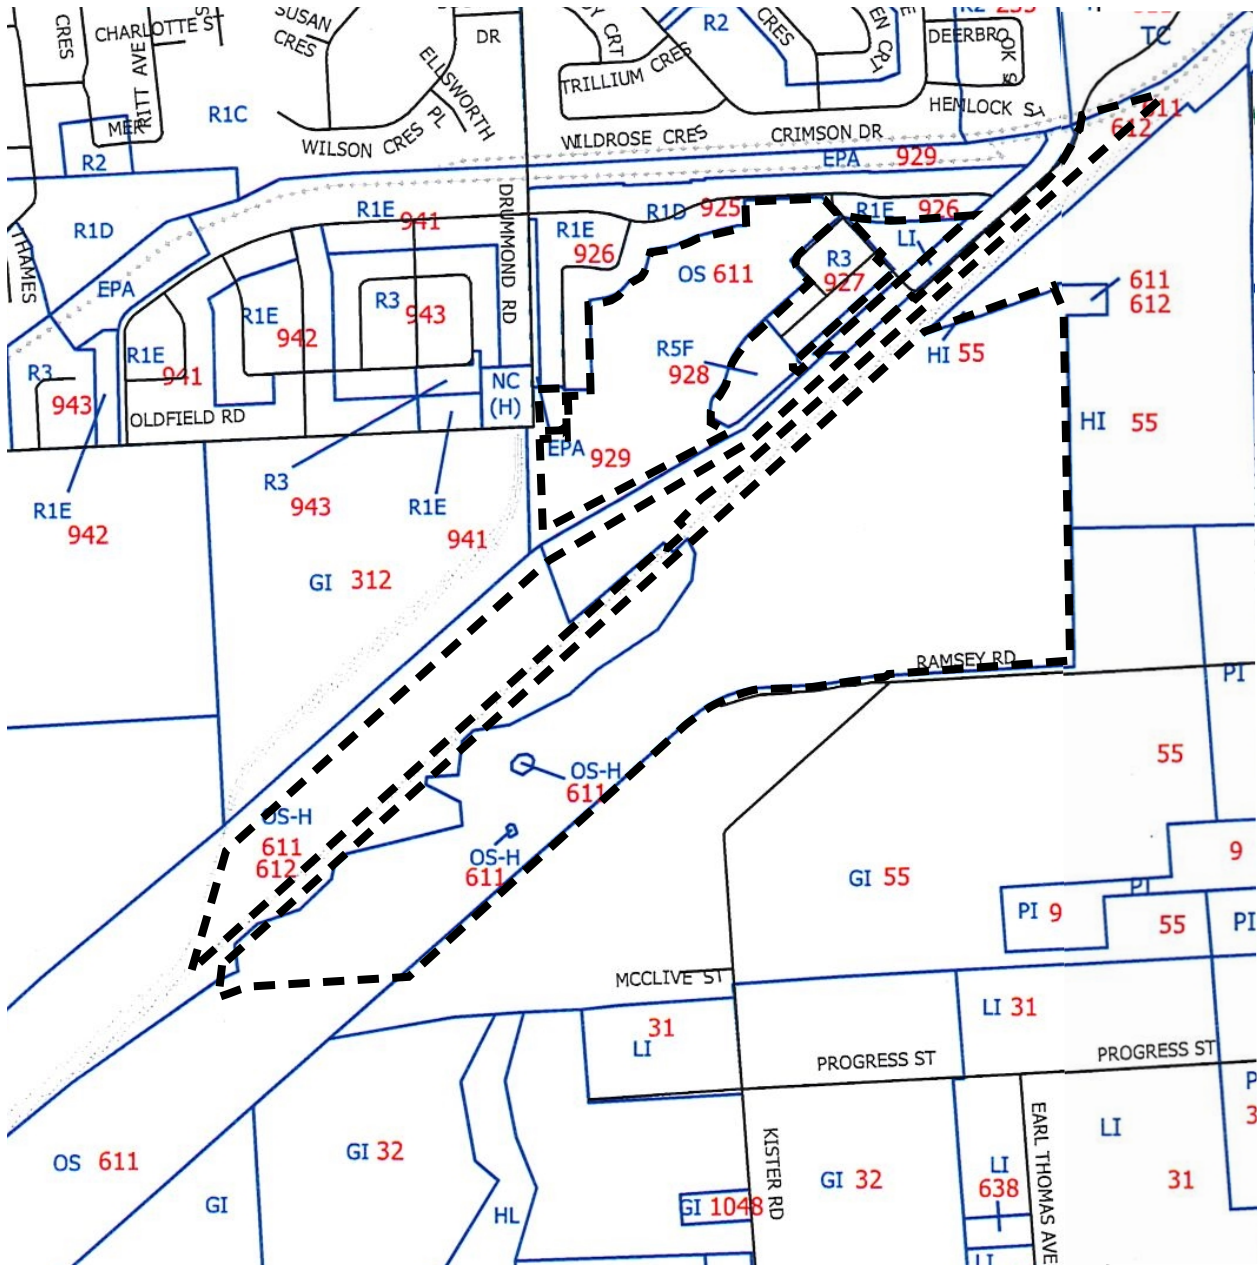 CRES
CHARLOTTE ST
RITT AVE
SUSAN
CRES
DR
CRT
R2
CRES
CRT
TC
ELLSWORTH
PL
TRILLIUM CRES
DEERBROOK S
HEMLOCK ST
R1C
R2
WILSON CRES
WILDROSE CRES
CRIMSON DR
611
612
EPA 929
R1D
THAMES
EPA
R1E 941
DRUMMOND RD
R1E
926
R1D 925
R1E 926
LI
OS 611
R3
927
611
612
R1E
942
R3
943
R1E
941
R3
943
OLDFIELD RD
NC
(H)
R5F
928
HI 55
HI 55
EPA 929
R1E
942
R3
943
R1E
941
GI 312
RAMSEY RD
PI
55
OS-H
611
612
OS-H
611
OS-H
611
GI 55
9
PI
PI 9
55
PI
MCCLIVE ST
31
LI
LI 31
PROGRESS ST
PROGRESS ST
OS 611
GI
GI 32
HL
GI 1048
KISTER RD
GI 32
LI
638
EARL THOMAS AVE
LI
31
LI